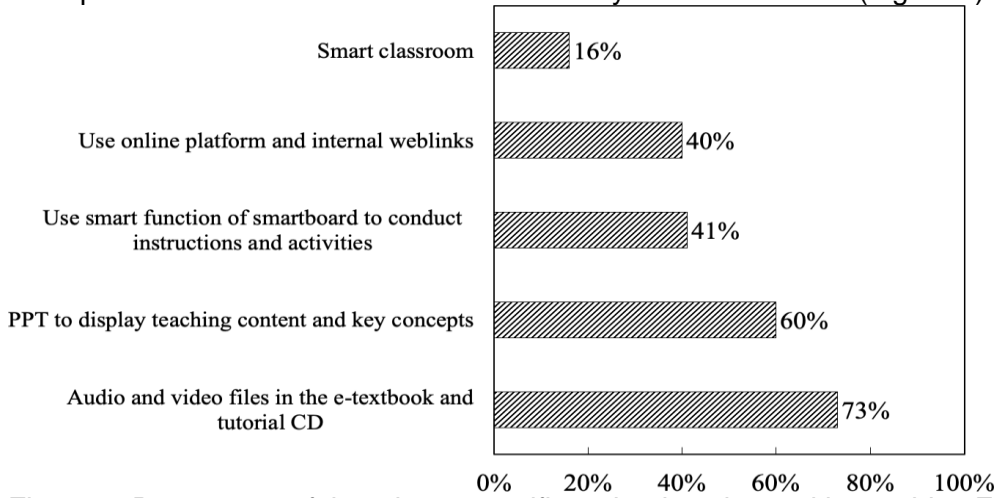 Smart classroom
16%
Use online platform and internal weblinks
40%
Use smart function of smartboard to conduct
instructions and activities
41%
PPT to display teaching content and key concepts
60%
Audio and video files in the e-textbook and
tutorial CD
73%
0% 20% 40% 60% 80% 100%